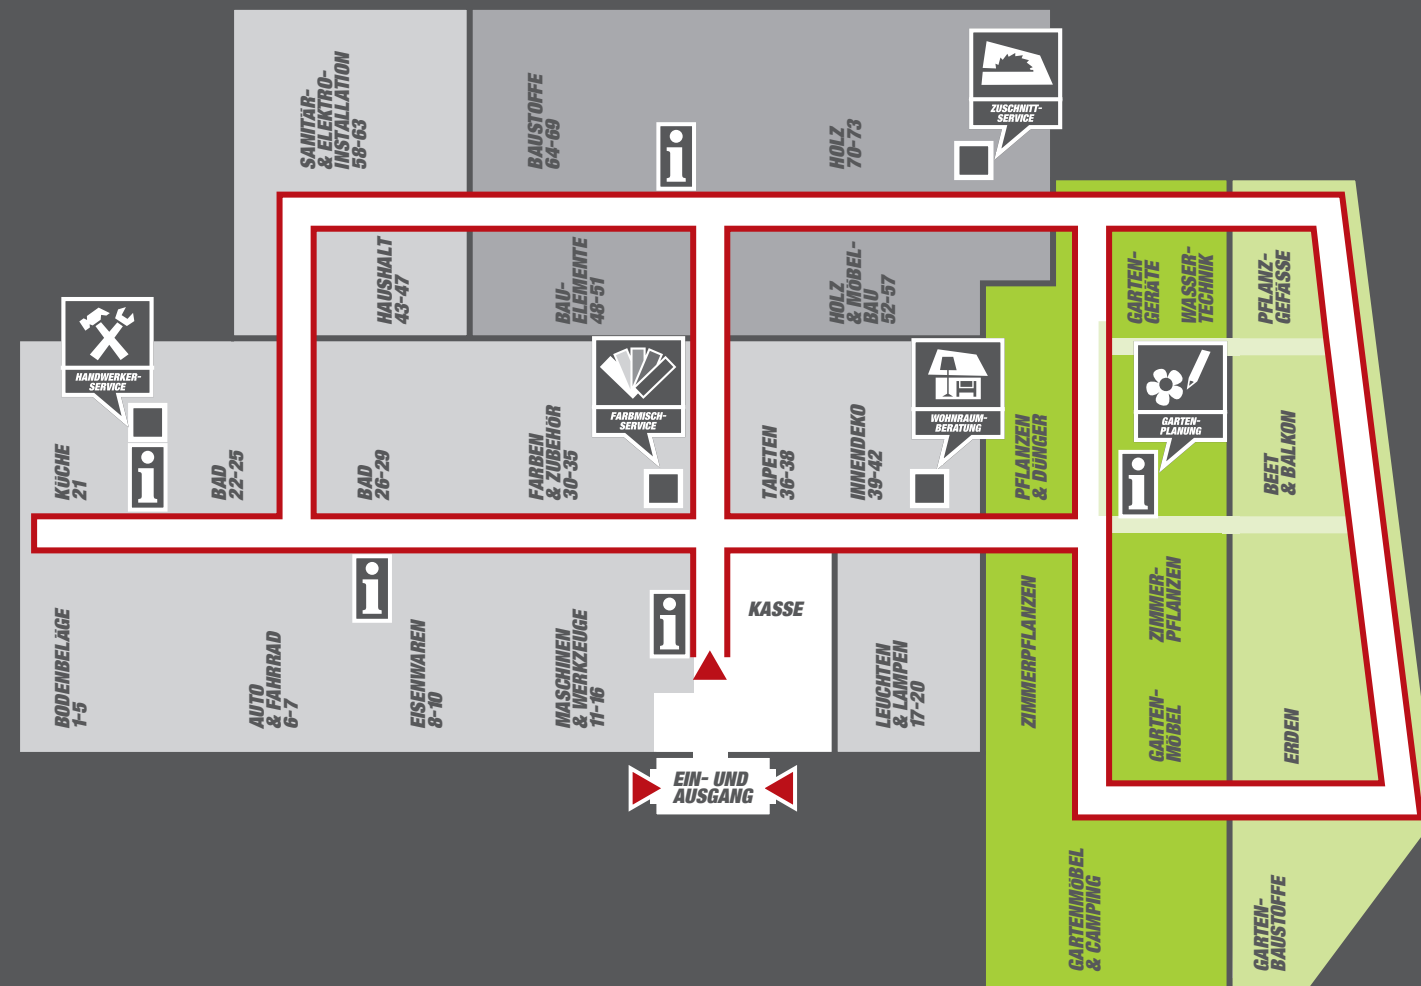 SANITÄR-
& ELEKTRO-
INSTALLATION
58-63
BAUSTOFFE
64-69
i
HOLZ
70-73
ZUSCHNITT-
SERVICE
HAUSHALT
43-47
BAU-
ELEMENTE
48-51
HOLZ
& MÖBEL-
BAU
52-57
GARTEN-
GERÄTE
WASSER-
TECHNIK
PFLANZ-
GEFÄSSE
HANDWERKER-
SERVICE
KÜCHE
21
i
BAD
22-25
BAD
26-29
FARBEN
& ZUBEHÖR
30-35
FARBMISCH-
SERVICE
TAPETEN
36-38
INNENDEKO
39-42
WOHNRAUM-
BERATUNG
PFLANZEN
& DÜNGER
GARTEN-
PLANUNG
i
BEET
& BALKON
BODENBELÄGE
1-5
AUTO
& FAHRRAD
6-7
i
EISENWAREN
8-10
MASCHINEN
& WERKZEUGE
11-16
i
KASSE
LEUCHTEN
& LAMPEN
17-20
ZIMMERPFLANZEN
ZIMMER-
PFLANZEN
GARTEN-
MÖBEL
ERDEN
EIN- UND
AUSGANG
GARTENMÖBEL
& CAMPING
GARTEN-
BAUSTOFFE